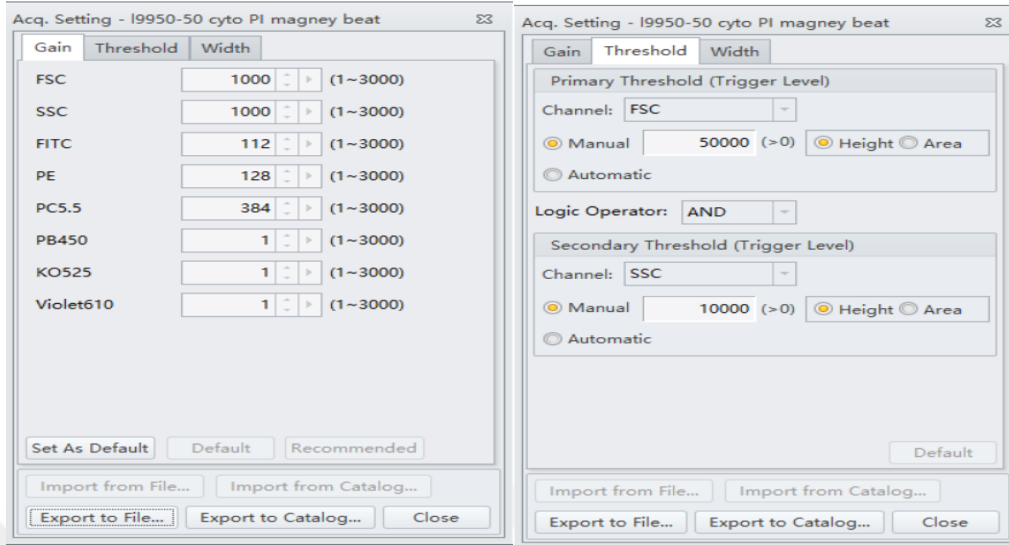 Acq. Setting - l9950-50 cyto PI magney beat
Gain Threshold Width
FSC 1000 (1~3000)
SSC 1000 (1~3000)
FITC 112 (1~3000)
PE 128 (1~3000)
PC5.5 384 (1~3000)
PB450 1 (1~3000)
KO525 1 (1~3000)
Violet610 1 (1~3000)
Set As Default Default Recommended
Import from File... Import from Catalog...
Export to File... Export to Catalog... Close
Acq. Setting - l9950-50 cyto PI magney beat
Gain Threshold Width
Primary Threshold (Trigger Level)
Channel: FSC
Manual 50000 (>0) Height Area
Automatic
Logic Operator: AND
Secondary Threshold (Trigger Level)
Channel: SSC
Manual 10000 (>0) Height Area
Automatic
Default
Import from File... Import from Catalog...
Export to File... Export to Catalog... Close